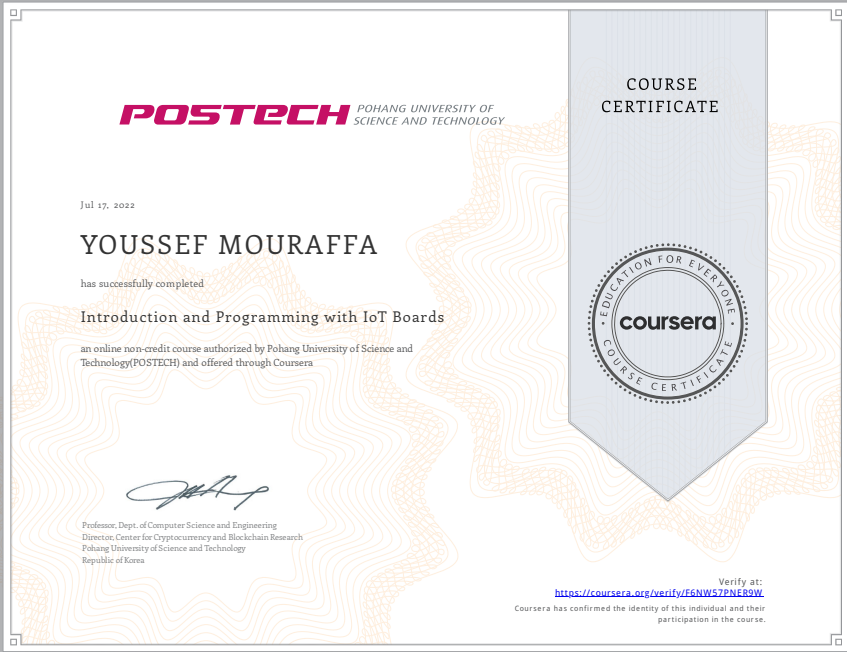 COURSE
CERTIFICATE
POSTECH POHANG UNIVERSITY OF
SCIENCE AND TECHNOLOGY
Jul 17, 2022
YOUSSEF MOURAFFA
has successfully completed
Introduction and Programming with IoT Boards
an online non-credit course authorized by Pohang University of Science and
Technology(POSTECH) and offered through Coursera
EDUCATION FOR EVERYONE
coursera
COURSE CERTIFICATE
Professor, Dept. of Computer Science and Engineering
Director, Center for Cryptocurrency and Blockchain Research
Pohang University of Science and Technology
Republic of Korea
Verify at:
https://coursera.org/verify/F6NW57PNER9W
Coursera has confirmed the identity of this individual and their
participation in the course.